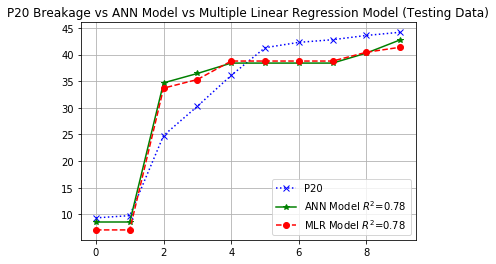 P20 Breakage vs ANN Model vs Multiple Linear Regression Model (Testing Data)
45
40
35
30
25
20
15
10
P20
ANN Model R²=0.78
MLR Model R²=0.78
0 2 4 6 8